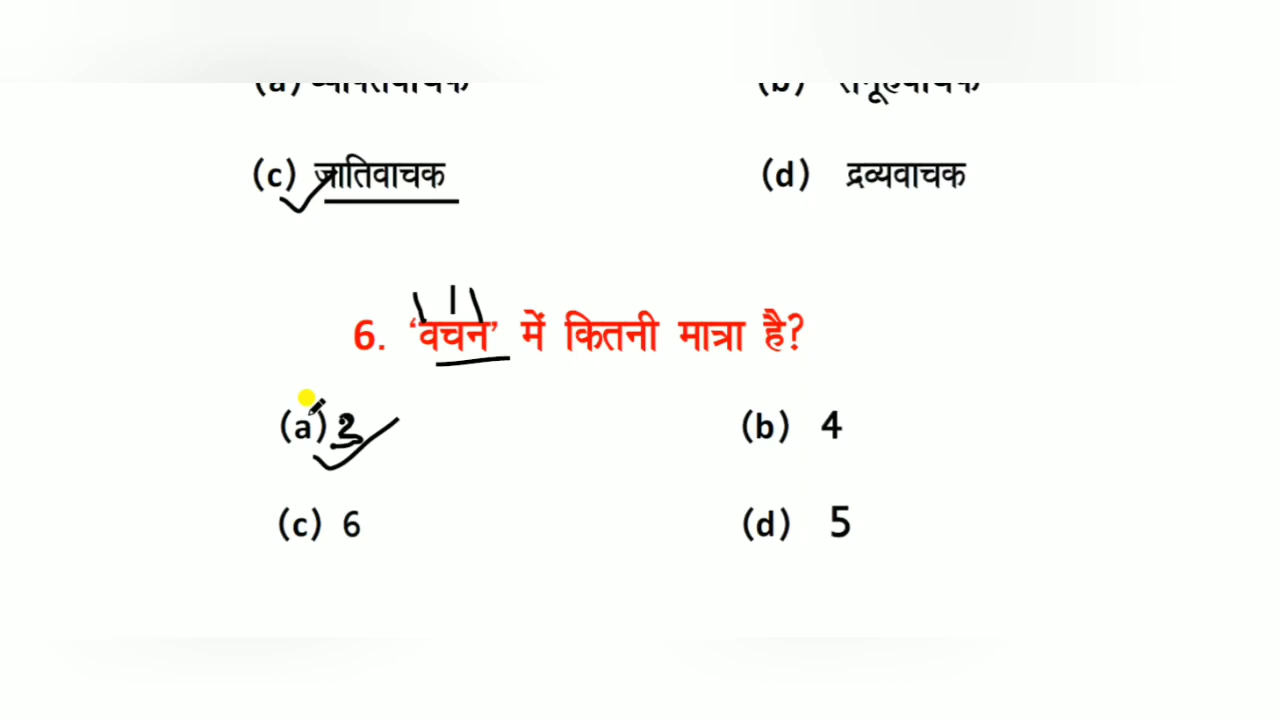 (c) जातिवाचक (d) द्रव्यवाचक
6. ‘वचन’ में कितनी मात्रा है?
(a) 3 (b) 4
(c) 6 (d) 5